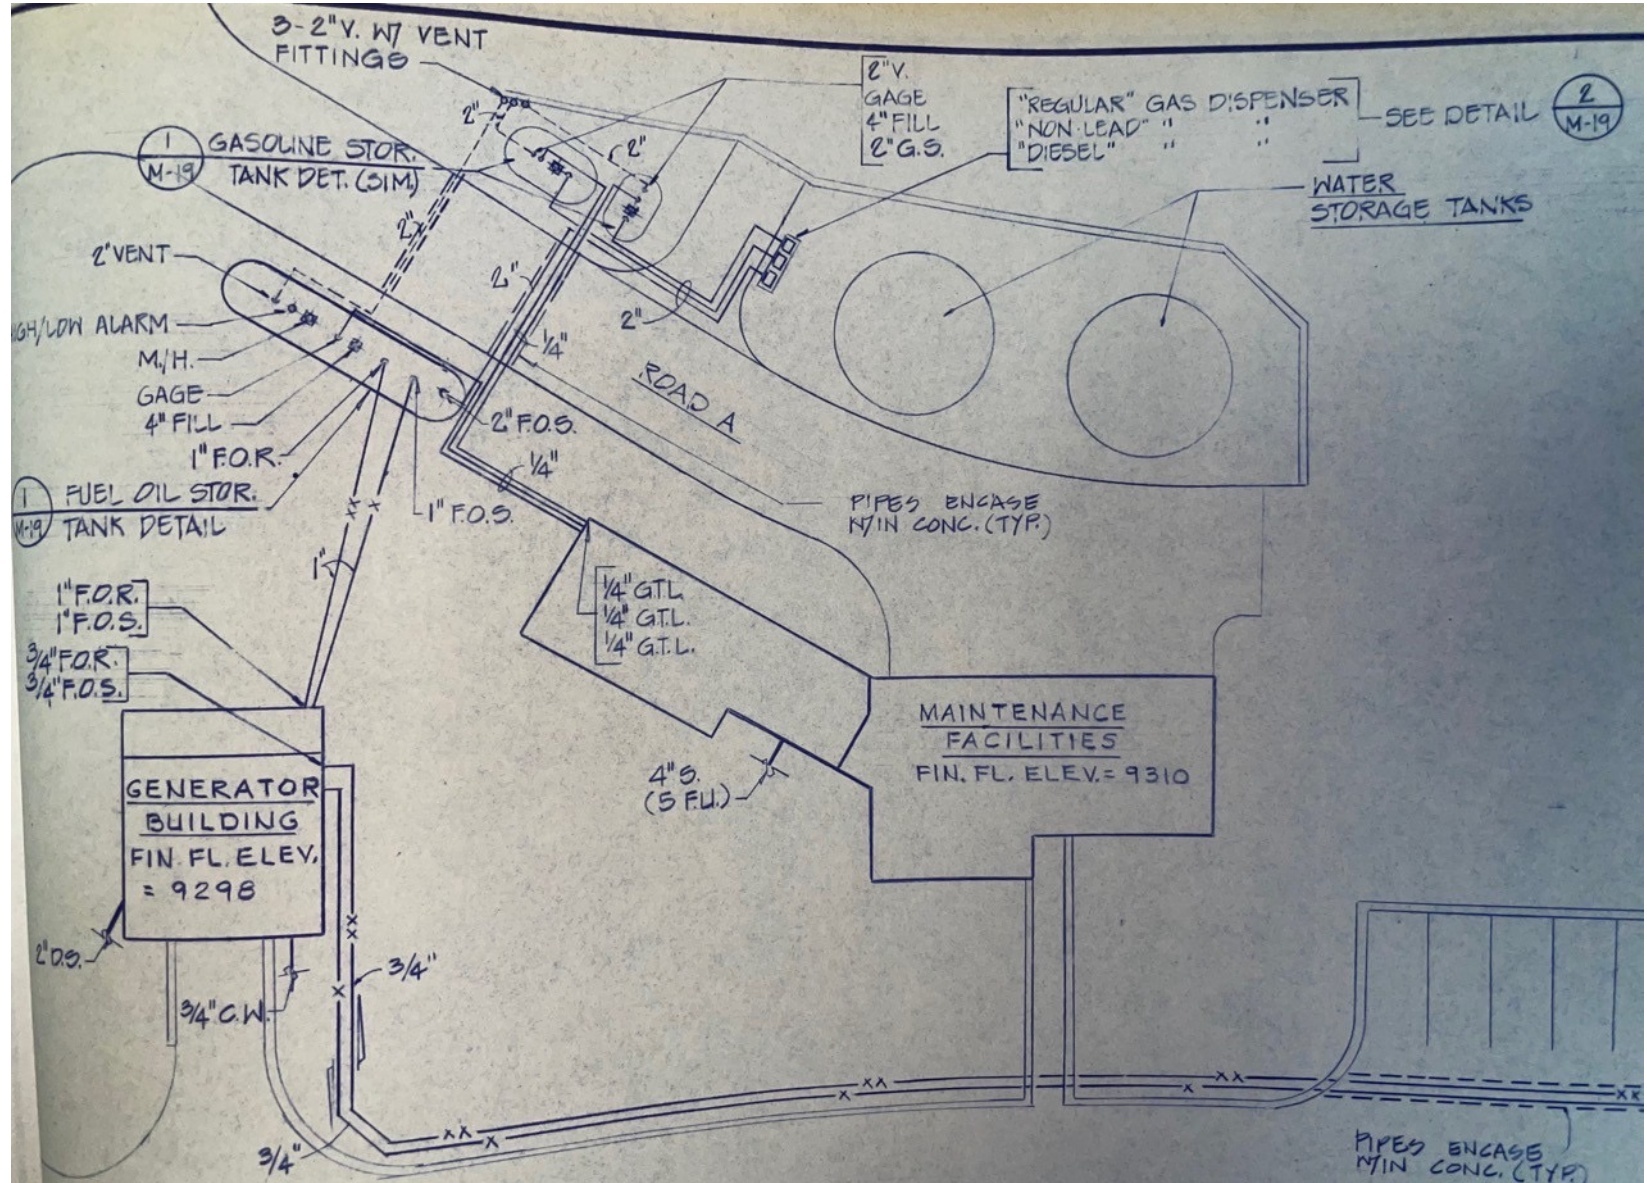 3-2"V. W/ VENT
FITTINGS
2"V.
GAGE
4" FILL
2" G.S.
"REGULAR" GAS DISPENSER
"NON-LEAD" " "
"DIESEL" " "
SEE DETAIL
2
M-19
1
M-19
GASOLINE STOR.
TANK DET. (SIM.)
2"
2"
2"
WATER
STORAGE TANKS
2" VENT
2"
2"
HIGH/LOW ALARM
M./H.
GAGE
4" FILL
1" F.O.R.
1/4"
ROAD A
2" F.O.S.
1/4"
1
M-19
FUEL OIL STOR.
TANK DETAIL
1" F.O.S.
PIPES ENCASE
W/IN CONC. (TYP.)
1"
1/4" G.T.L.
1/4" G.T.L.
1/4" G.T.L.
1" F.O.R.
1" F.O.S.
3/4" F.O.R.
3/4" F.O.S.
MAINTENANCE
FACILITIES
FIN. FL. ELEV. = 9310
4" S.
(5 F.U.)
GENERATOR
BUILDING
FIN. FL. ELEV.
= 9298
2" D.S.
3/4"
3/4" C.W.
3/4"
PIPES ENCASE
W/IN CONC. (TYP.)